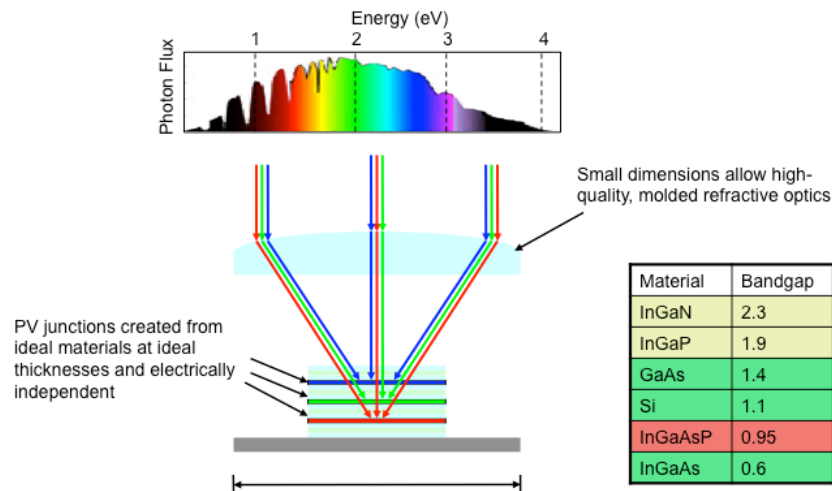 Energy (eV)
1 2 3 4
Photon Flux
Small dimensions allow high-
quality, molded refractive optics
PV junctions created from
ideal materials at ideal
thicknesses and electrically
independent
Material Bandgap
InGaN 2.3
InGaP 1.9
GaAs 1.4
Si 1.1
InGaAsP 0.95
InGaAs 0.6